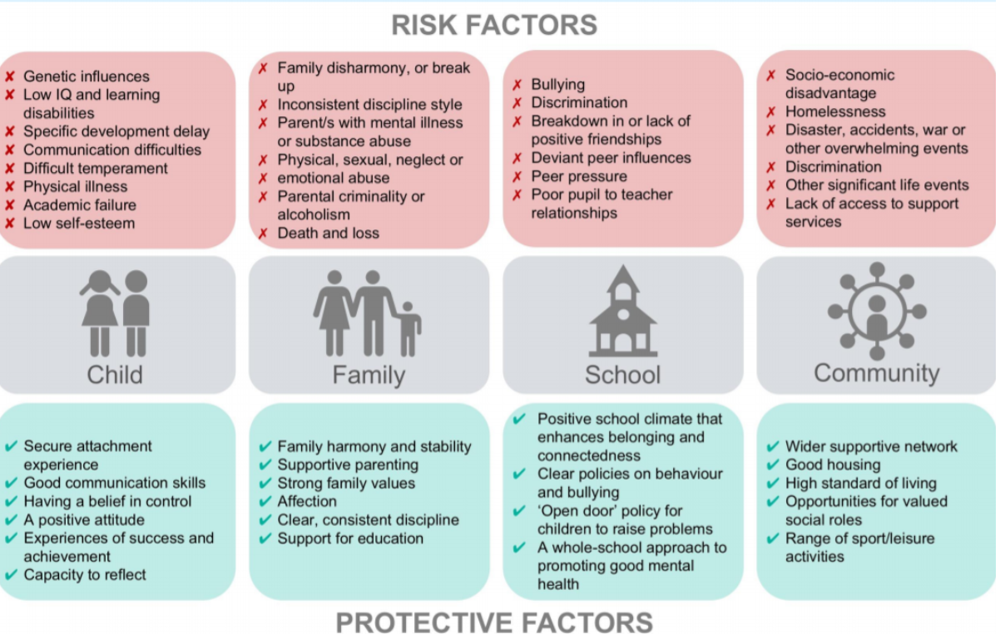 RISK FACTORS
✘ Genetic influences
✘ Low IQ and learning
disabilities
✘ Specific development delay
✘ Communication difficulties
✘ Difficult temperament
✘ Physical illness
✘ Academic failure
✘ Low self-esteem
✗ Family disharmony, or break
up
✗ Inconsistent discipline style
✗ Parent/s with mental illness
or substance abuse
✗ Physical, sexual, neglect or
✗ emotional abuse
✗ Parental criminality or
alcoholism
✗ Death and loss
✗ Bullying
✗ Discrimination
✗ Breakdown in or lack of
positive friendships
✗ Deviant peer influences
✗ Peer pressure
✗ Poor pupil to teacher
relationships
✗ Socio-economic
disadvantage
✗ Homelessness
✗ Disaster, accidents, war or
other overwhelming events
✗ Discrimination
✗ Other significant life events
✗ Lack of access to support
services
Child
Family
School
Community
✔ Secure attachment
experience
✔ Good communication skills
✔ Having a belief in control
✔ A positive attitude
✔ Experiences of success and
achievement
✔ Capacity to reflect
✔ Family harmony and stability
✔ Supportive parenting
✔ Strong family values
✔ Affection
✔ Clear, consistent discipline
✔ Support for education
✔ Positive school climate that
enhances belonging and
connectedness
✔ Clear policies on behaviour
and bullying
✔ ‘Open door’ policy for
children to raise problems
✔ A whole-school approach to
promoting good mental
health
✔ Wider supportive network
✔ Good housing
✔ High standard of living
✔ Opportunities for valued
social roles
✔ Range of sport/leisure
activities
PROTECTIVE FACTORS